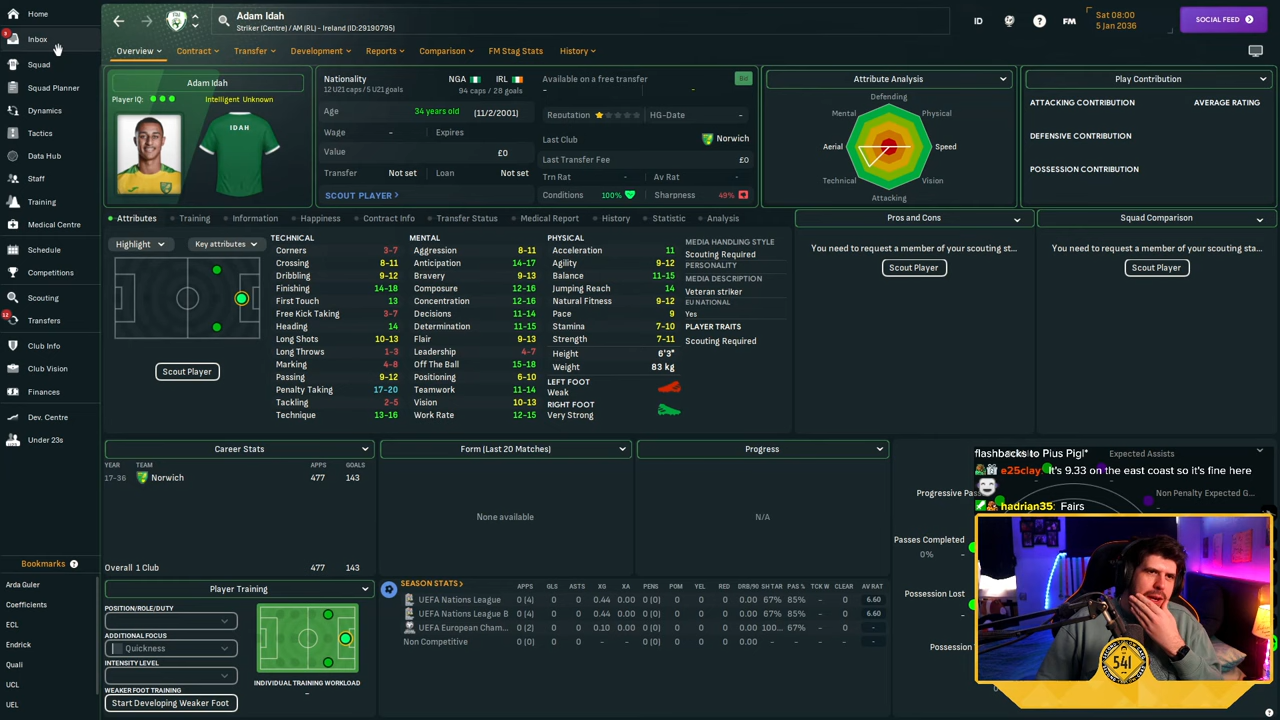 Home
Inbox
Squad
Squad Planner
Dynamics
Tactics
Data Hub
Staff
Training
Medical Centre
Schedule
Competitions
Scouting
Transfers
12
Club Info
Club Vision
Finances
Dev. Centre
Under 23s
Bookmarks ?
Arda Guler
Coefficients
ECL
Endrick
Quali
UCL
UEL
Adam Idah
Striker (Centre) / AM (RL) - Ireland (ID:29190795)
ID
?
FM
Sat 08:00
5 Jan 2036
SOCIAL FEED
Overview
Contract
Transfer
Development
Reports
Comparison
FM Stag Stents
History
Adam Idah
Player IQ:
Intelligent Unknown
IDAH
Nationality
NGA IRL
12 U21 caps / 5 U21 goals
94 caps / 28 goals
Age 34 years old (11/2/2001)
Wage - Expires
Value £0
Transfer Not set Loan Not set
SCOUT PLAYER >
Available on a free transfer
Bid
- -
Reputation HG-Date -
Last Club Norwich
Last Transfer Fee £0
Trn Rat - Av Rat -
Conditions 100% Sharpness 49%
Attribute Analysis
Defending
Mental Physical
Aerial Speed
Technical Vision
Attacking
Play Contribution
ATTACKING CONTRIBUTION AVERAGE RATING
DEFENSIVE CONTRIBUTION
POSSESSION CONTRIBUTION
Attributes
Training
Information
Happiness
Contract Info
Transfer Status
Medical Report
History
Statistic
Analysis
Highlight
Key attributes
Scout Player
TECHNICAL
Corners 3-7
Crossing 8-11
Dribbling 9-12
Finishing 14-18
First Touch 13
Free Kick Taking 3-7
Heading 14
Long Shots 10-13
Long Throws 1-3
Marking 4-8
Passing 9-12
Penalty Taking 17-20
Tackling 2-5
Technique 13-16
MENTAL
Aggression 8-11
Anticipation 14-17
Bravery 9-13
Composure 12-16
Concentration 12-16
Decisions 11-14
Determination 11-15
Flair 9-13
Leadership 4-7
Off The Ball 15-18
Positioning 6-10
Teamwork 11-14
Vision 10-13
Work Rate 12-15
PHYSICAL
Acceleration 11
Agility 9-12
Balance 11-15
Jumping Reach 14
Natural Fitness 9-12
Pace 9
Stamina 7-10
Strength 7-11
Height 6'3"
Weight 83 kg
LEFT FOOT
Weak
RIGHT FOOT
Very Strong
MEDIA HANDLING STYLE
Scouting Required
PERSONALITY
MEDIA DESCRIPTION
Veteran striker
EU NATIONAL
Yes
PLAYER TRAITS
Scouting Required
Pros and Cons
You need to request a member of your scouting st...
Scout Player
Squad Comparison
You need to request a member of your scouting sta...
Scout Player
Career Stats
YEAR TEAM APPS GOALS
17-36 Norwich 477 143
Overall 1 Club 477 143
Form (Last 20 Matches)
None available
Progress
N/A
Player Training
POSITION/ROLE/DUTY
ADDITIONAL FOCUS
Quickness
INTENSITY LEVEL
WEAKER FOOT TRAINING
Start Developing Weaker Foot
INDIVIDUAL TRAINING WORKLOAD
-
SEASON STATS >
APPS GLS ASTS XG XA PENS POM YEL RED DRB/90 SH TAR PAS % TCK W CLEAR AV RAT
UEFA Nations League 0 (4) 0 0 0.44 0.00 0 (0) 0 0 0 0.00 67% 85% - 0 6.60
UEFA Nations League B 0 (4) 0 0 0.44 0.00 0 (0) 0 0 0 0.00 67% 85% - 0 6.60
UEFA European Cham... 0 (2) 0 0 0.10 0.00 0 (0) 0 0 0 0.00 100... 67% - 0 -
Non Competitive 0 (0) 0 0 0.00 0.00 0 (0) 0 0 0 0.00 - - - 0 -
flashbacks to Pius Pigi*
Expected Assists
e25clay: It's 9.33 on the east coast so it's fine here
hadrian35: Fairs
Progressive Pas
Non Penalty Expected G...
Passes Completed
0% -
Possession Lost
Possession
541